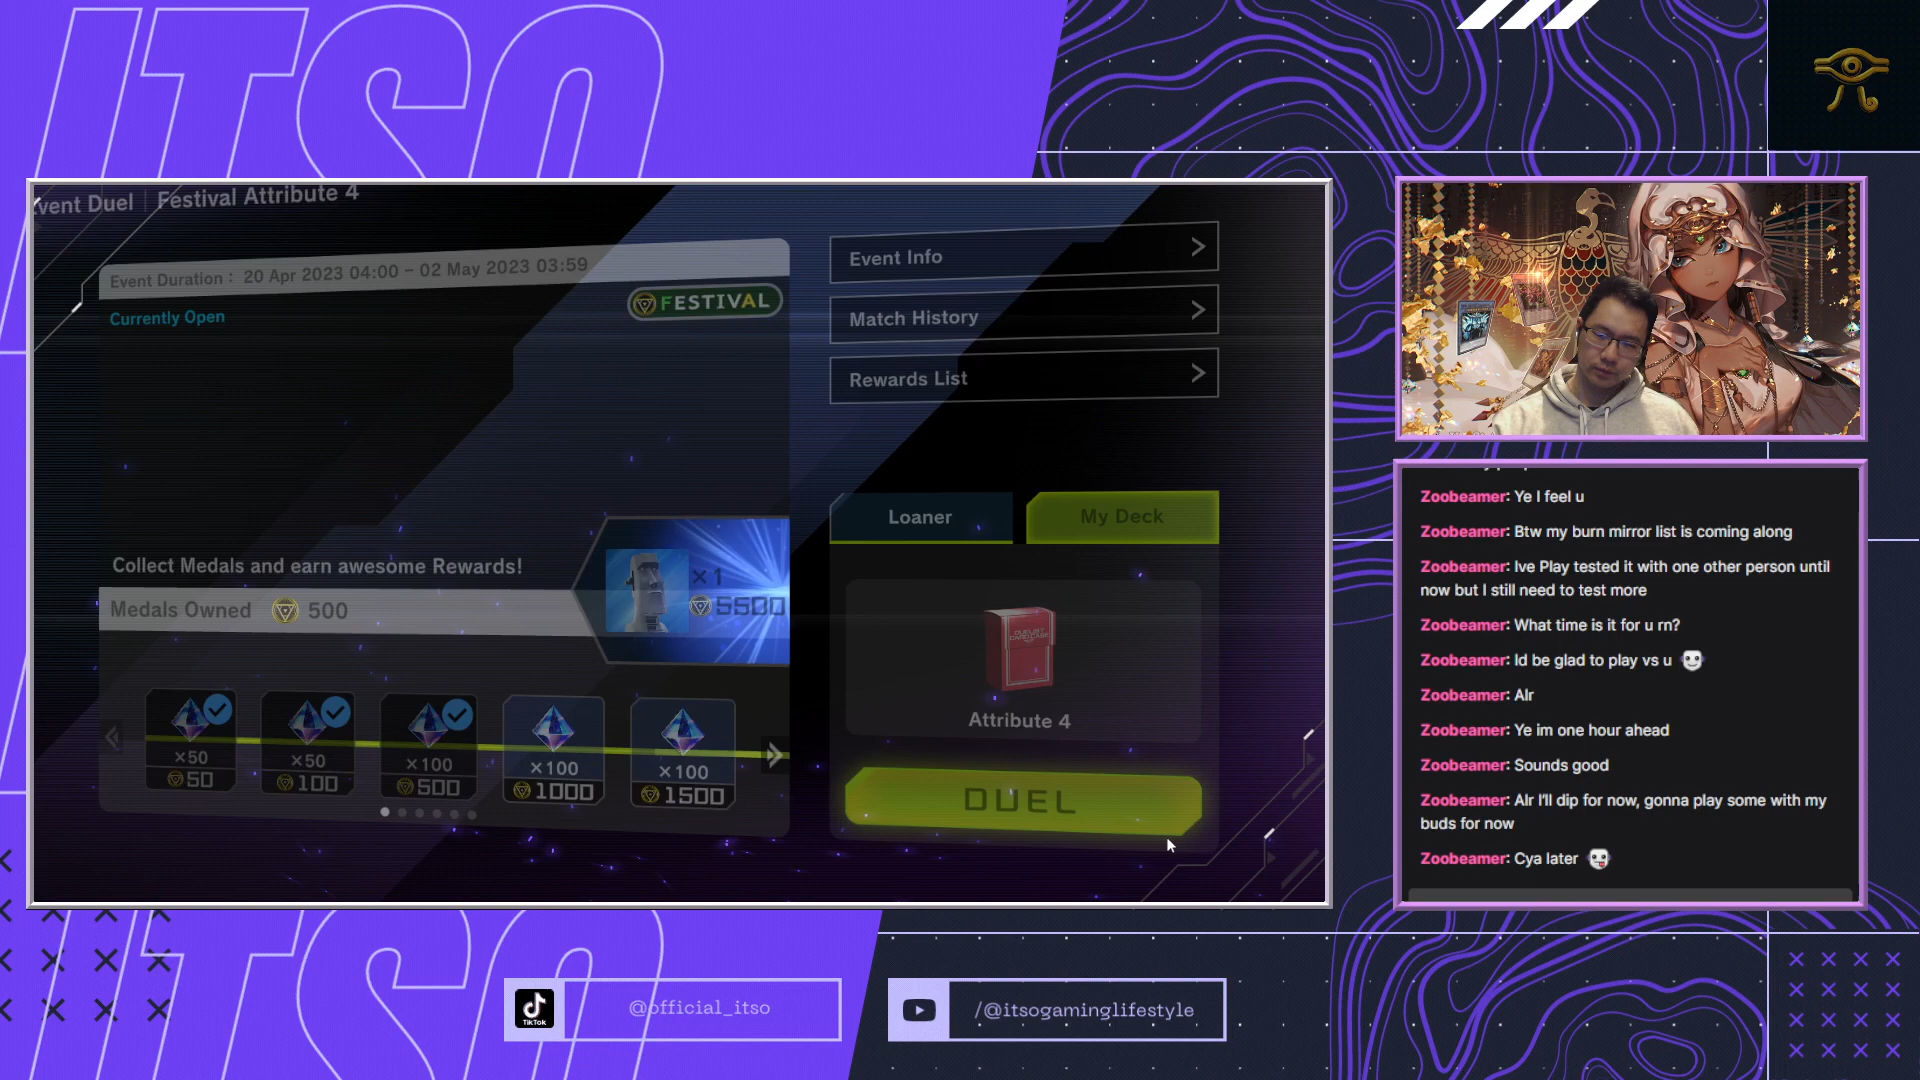 ITSO
Event Duel | Festival Attribute 4
Event Duration : 20 Apr 2023 04:00 - 02 May 2023 03:59
Currently Open
FESTIVAL
Collect Medals and earn awesome Rewards!
Medals Owned 500
×1
5500
×50
50
×50
100
×100
500
×100
1000
×100
1500
Event Info
Match History
Rewards List
Loaner
My Deck
DUELIST
CARD CASE
Attribute 4
DUEL
Zoobeamer: Ye I feel u
Zoobeamer: Btw my burn mirror list is coming along
Zoobeamer: Ive Play tested it with one other person until
now but I still need to test more
Zoobeamer: What time is it for u rn?
Zoobeamer: Id be glad to play vs u
Zoobeamer: Alr
Zoobeamer: Ye im one hour ahead
Zoobeamer: Sounds good
Zoobeamer: Alr I'll dip for now, gonna play some with my
buds for now
Zoobeamer: Cya later
ITSO
TikTok
@official_itso
/@itsogaminglifestyle